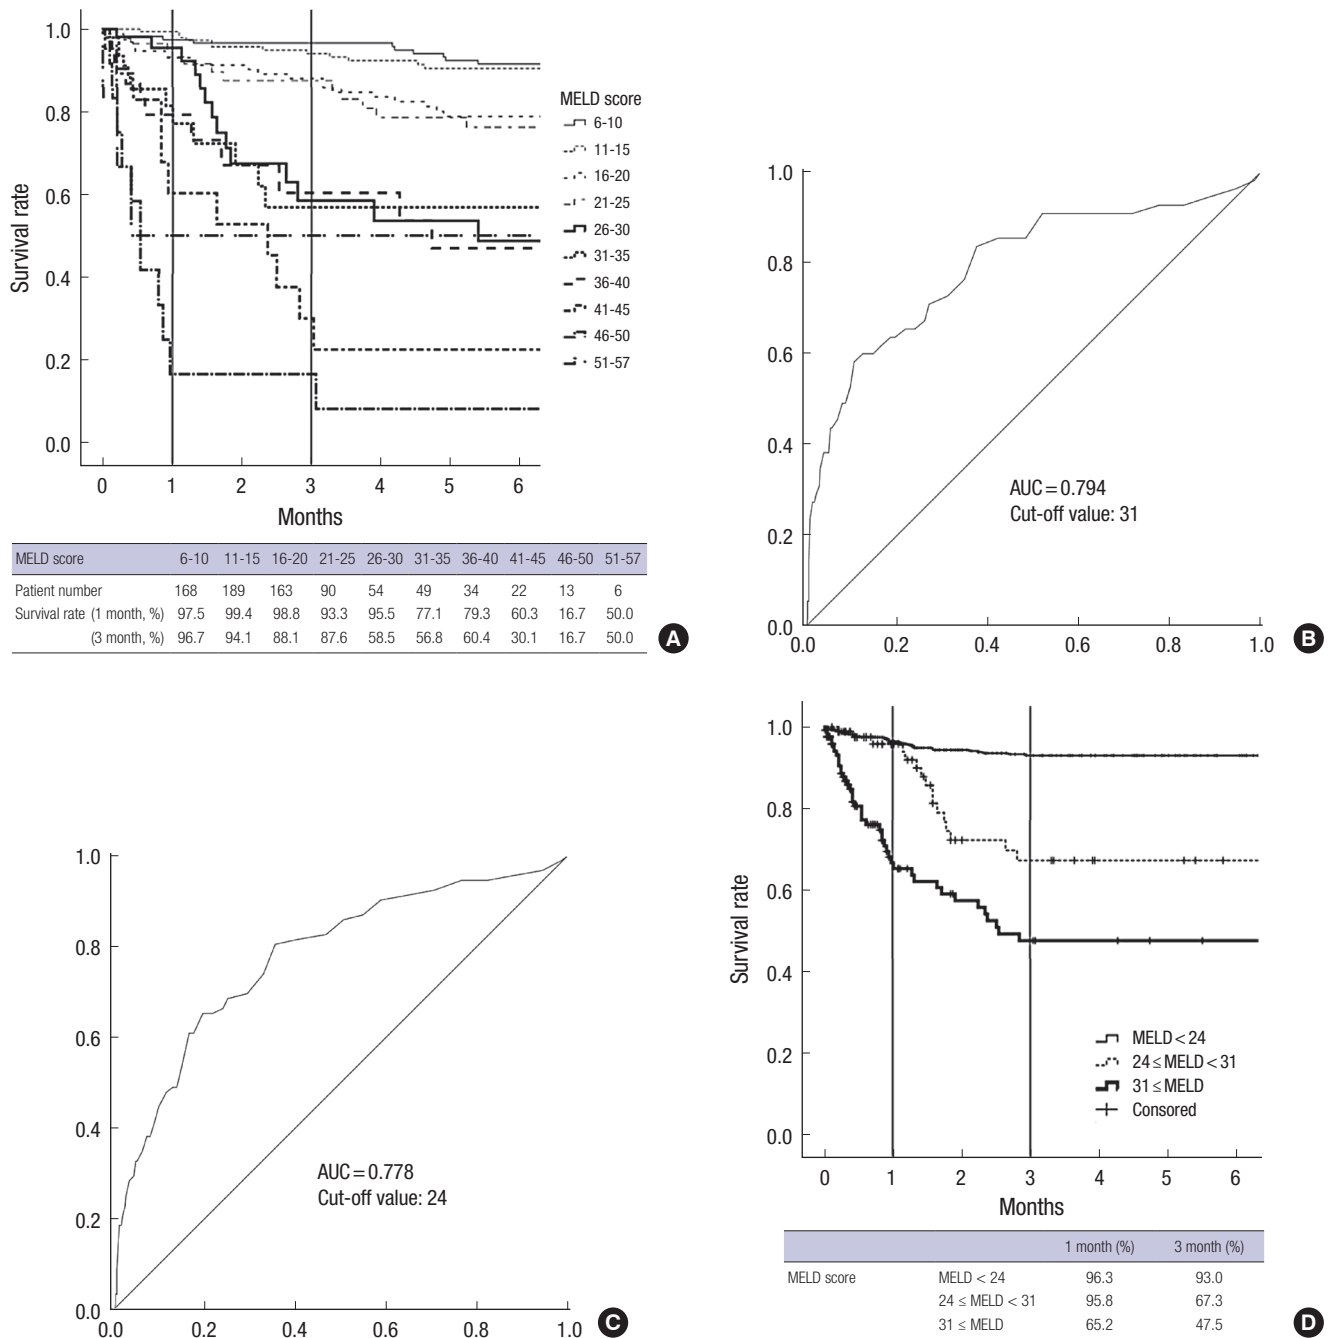 1.0
0.8
0.6
0.4
0.2
0.0
Survival rate
0 1 2 3 4 5 6
Months
MELD score
6-10
11-15
16-20
21-25
26-30
31-35
36-40
41-45
46-50
51-57
MELD score 6-10 11-15 16-20 21-25 26-30 31-35 36-40 41-45 46-50 51-57
Patient number 168 189 163 90 54 49 34 22 13 6
Survival rate (1 month, %) 97.5 99.4 98.8 93.3 95.5 77.1 79.3 60.3 16.7 50.0
(3 month, %) 96.7 94.1 88.1 87.6 58.5 56.8 60.4 30.1 16.7 50.0
A
1.0
0.8
0.6
0.4
0.2
0.0
AUC=0.794
Cut-off value: 31
0.0 0.2 0.4 0.6 0.8 1.0
B
1.0
0.8
0.6
0.4
0.2
0.0
AUC=0.778
Cut-off value: 24
0.0 0.2 0.4 0.6 0.8 1.0
C
1.0
0.8
0.6
0.4
0.2
0.0
Survival rate
MELD<24
24≤MELD<31
31≤MELD
Consored
0 1 2 3 4 5 6
Months
1 month (%) 3 month (%)
MELD score MELD < 24 96.3 93.0
24 ≤ MELD < 31 95.8 67.3
31 ≤ MELD 65.2 47.5
D